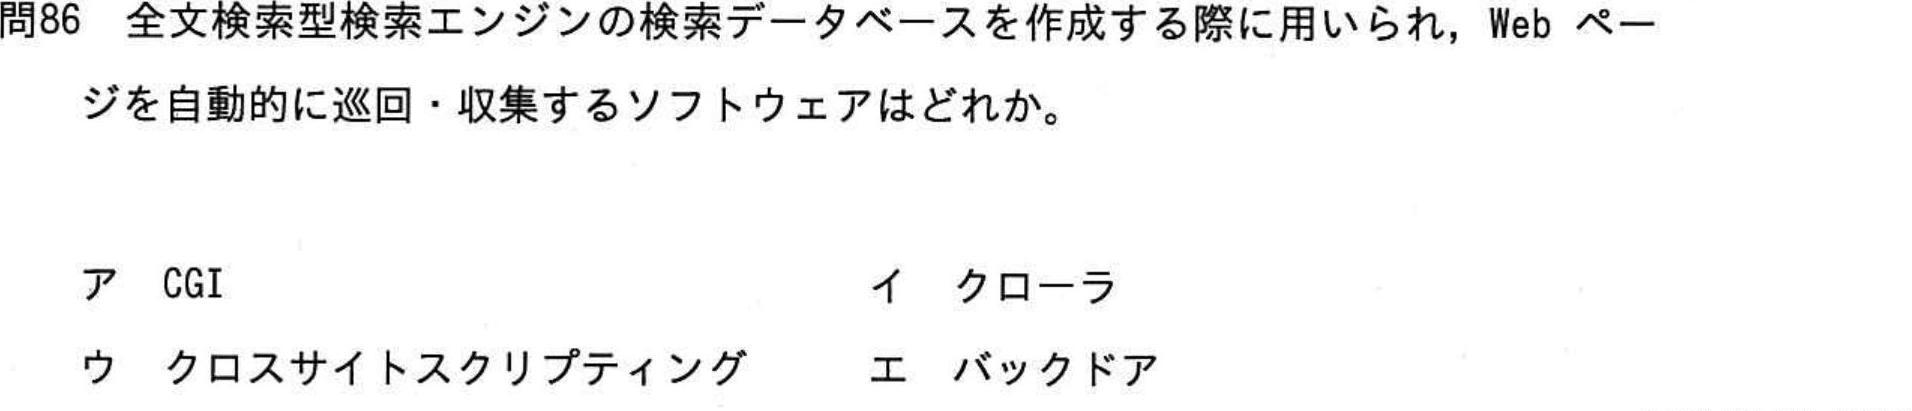 問86　全文検索型検索エンジンの検索データベースを作成する際に用いられ，Web ペー
ジを自動的に巡回・収集するソフトウェアはどれか。
ア　CGI　イ　クローラ
ウ　クロスサイトスクリプティング　エ　バックドア